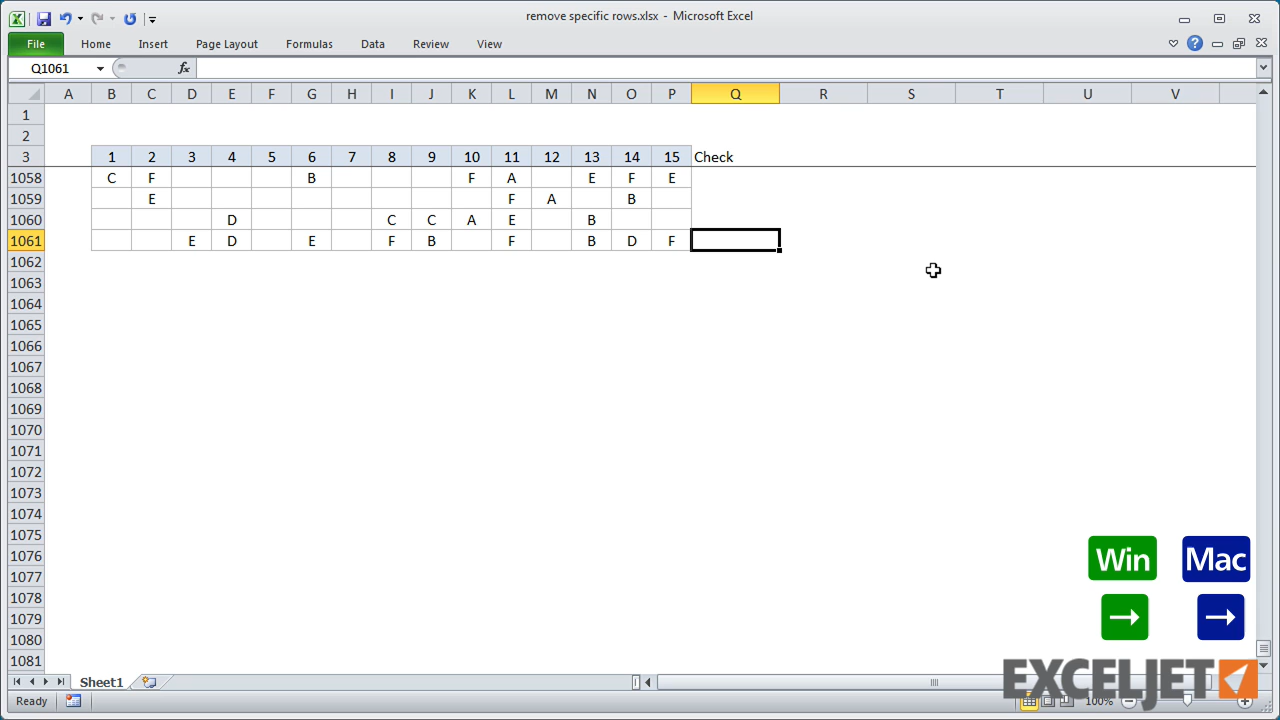 remove specific rows.xlsx - Microsoft Excel
File Home Insert Page Layout Formulas Data Review View
Q1061 fx
A B C D E F G H I J K L M N O P Q R S T U V
1
2
3 1 2 3 4 5 6 7 8 9 10 11 12 13 14 15 Check
1058 C F B F A E F E
1059 E F A B
1060 D C C A E B
1061 E D E F B F B D F
1062
1063
1064
1065
1066
1067
1068
1069
1070
1071
1072
1073
1074
1075
1076
1077
1078
1079
1080
1081
Win Mac
Sheet1
EXCELJET
Ready 100%